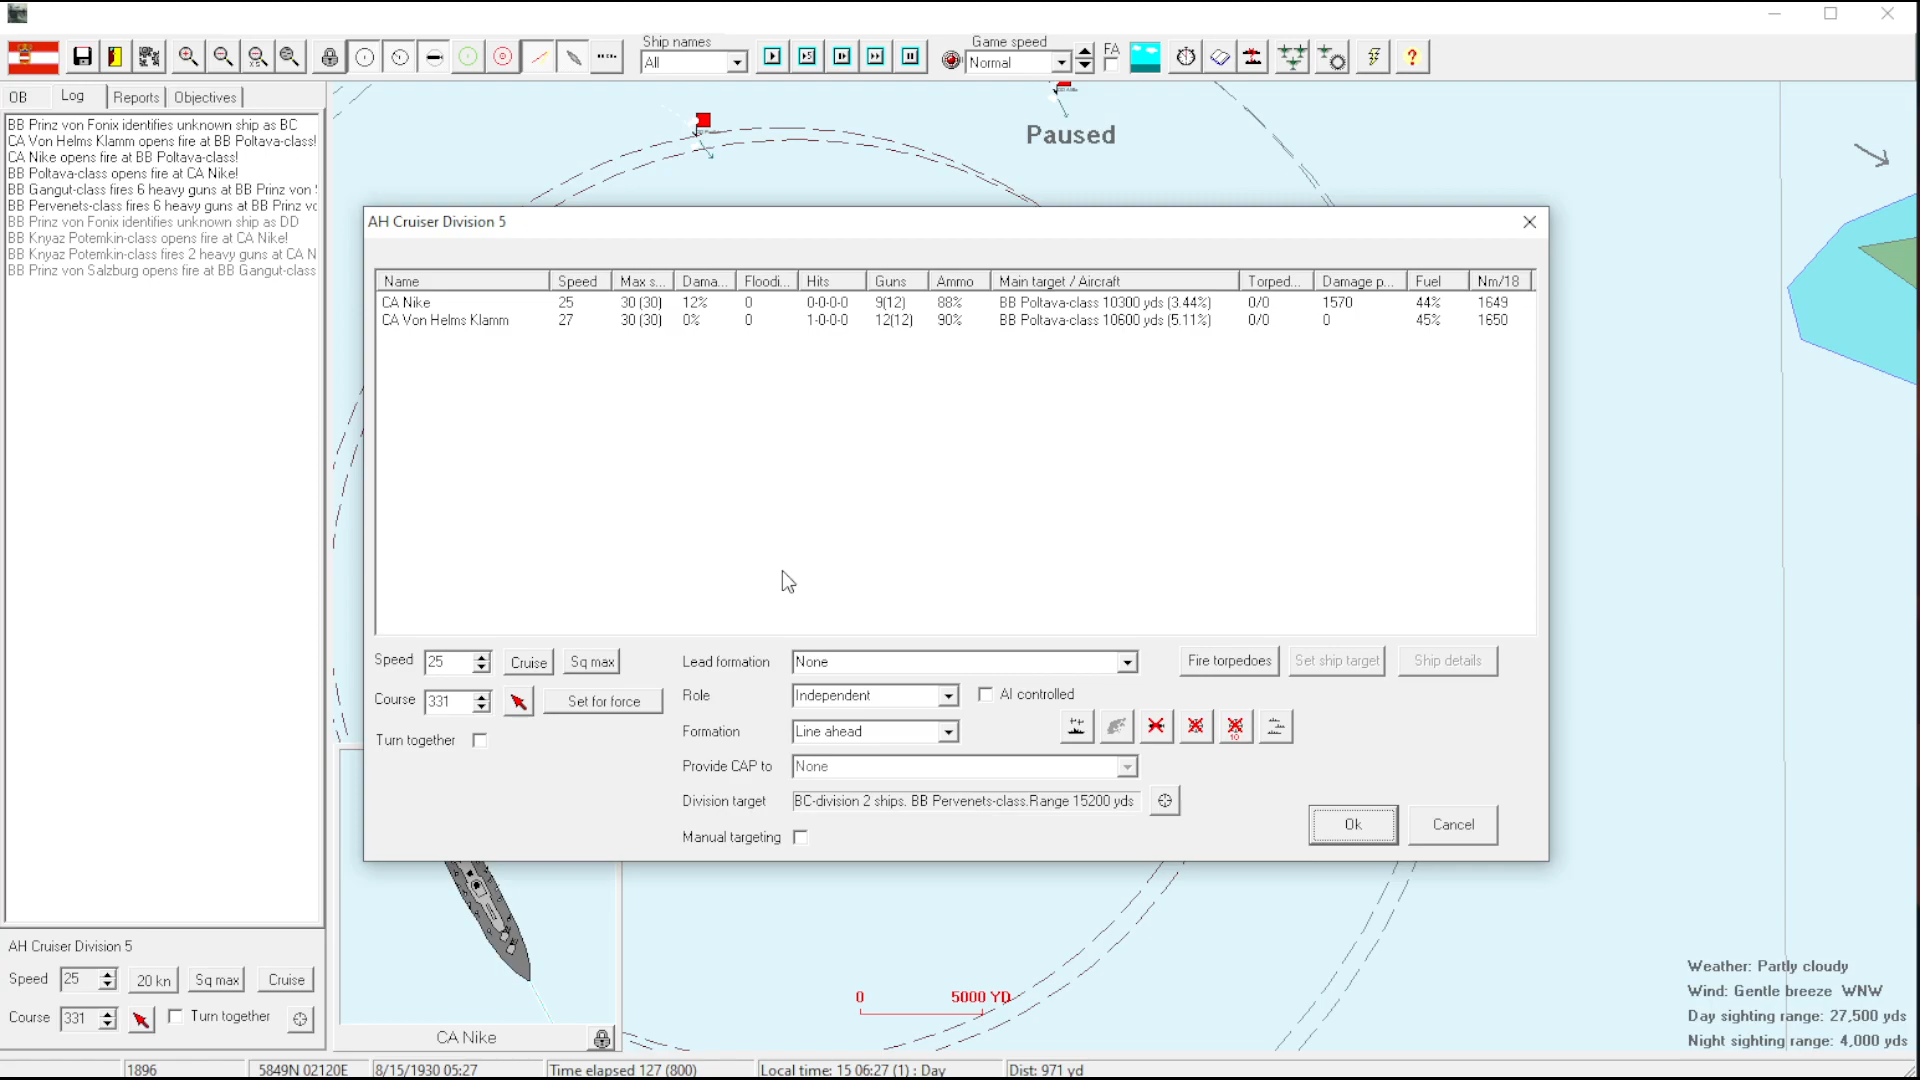 Ship names
All
Game speed
Normal
FA
OB
Log
Reports
Objectives
BB Prinz von Fonix identifies unknown ship as BC
CA Von Helms Klamm opens fire at BB Poltava-class!
CA Nike opens fire at BB Poltava-class!
BB Poltava-class opens fire at CA Nike!
BB Gangut-class fires 6 heavy guns at BB Prinz von
BB Pervenets-class fires 6 heavy guns at BB Prinz vo
BB Prinz von Fonix identifies unknown ship as DD
BB Knyaz Potemkin-class opens fire at CA Nike!
BB Knyaz Potemkin-class fires 2 heavy guns at CA N
BB Prinz von Salzburg opens fire at BB Gangut-class
Paused
AH Cruiser Division 5
Name Speed Max s... Dama... Floodi... Hits Guns Ammo Main target / Aircraft Torped... Damage p... Fuel Nm/18
CA Nike 25 30 (30) 12% 0 0-0-0-0 9(12) 88% BB Poltava-class 10300 yds (3.44%) 0/0 1570 44% 1649
CA Von Helms Klamm 27 30 (30) 0% 0 1-0-0-0 12(12) 90% BB Poltava-class 10600 yds (5.11%) 0/0 0 45% 1650
Speed 25 Cruise Sq max
Course 331 Set for force
Turn together
Lead formation None
Role Independent AI controlled
Formation Line ahead
10
Provide CAP to None
Division target BC-division 2 ships. BB Pervenets-class.Range 15200 yds
Manual targeting
Fire torpedoes Set ship target Ship details
Ok Cancel
AH Cruiser Division 5
Speed 25 20 kn Sq max Cruise
Course 331 Turn together
CA Nike
0 5000 YD
Weather: Partly cloudy
Wind: Gentle breeze WNW
Day sighting range: 27,500 yds
Night sighting range: 4,000 yds
1896 5849N 02120E 8/15/1930 05:27 Time elapsed 127 (800) Local time: 15 06:27 (1) : Day Dist: 971 yd